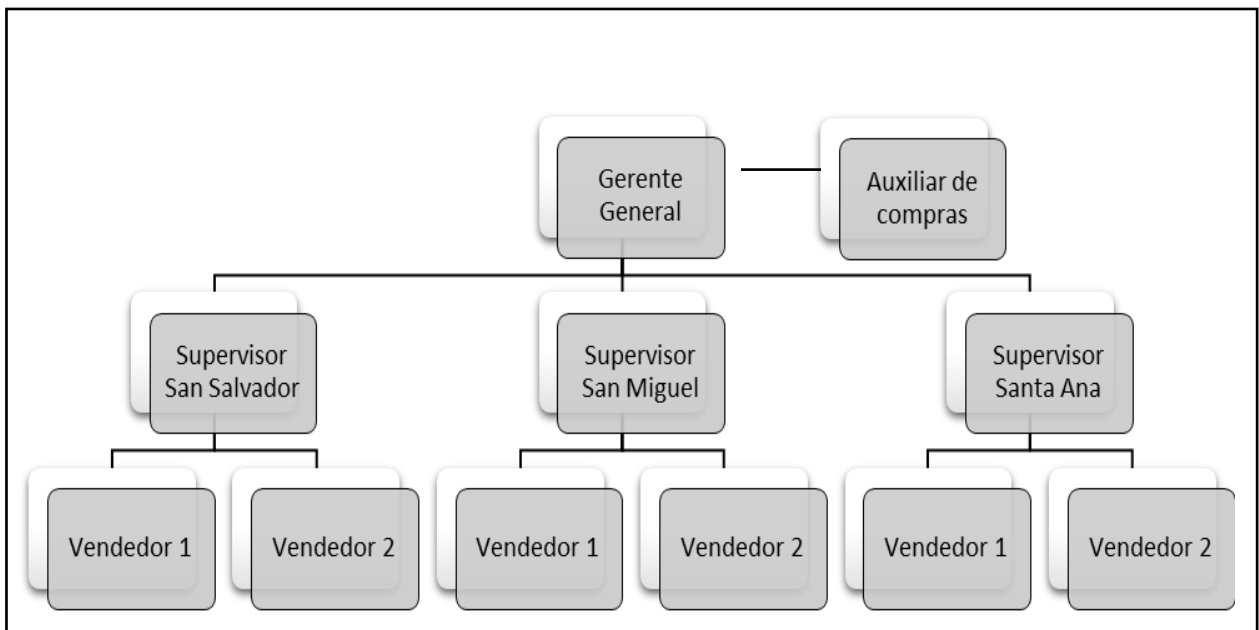 Gerente
General
Auxiliar de
compras
Supervisor
San Salvador
Supervisor
San Miguel
Supervisor
Santa Ana
Vendedor 1
Vendedor 2
Vendedor 1
Vendedor 2
Vendedor 1
Vendedor 2